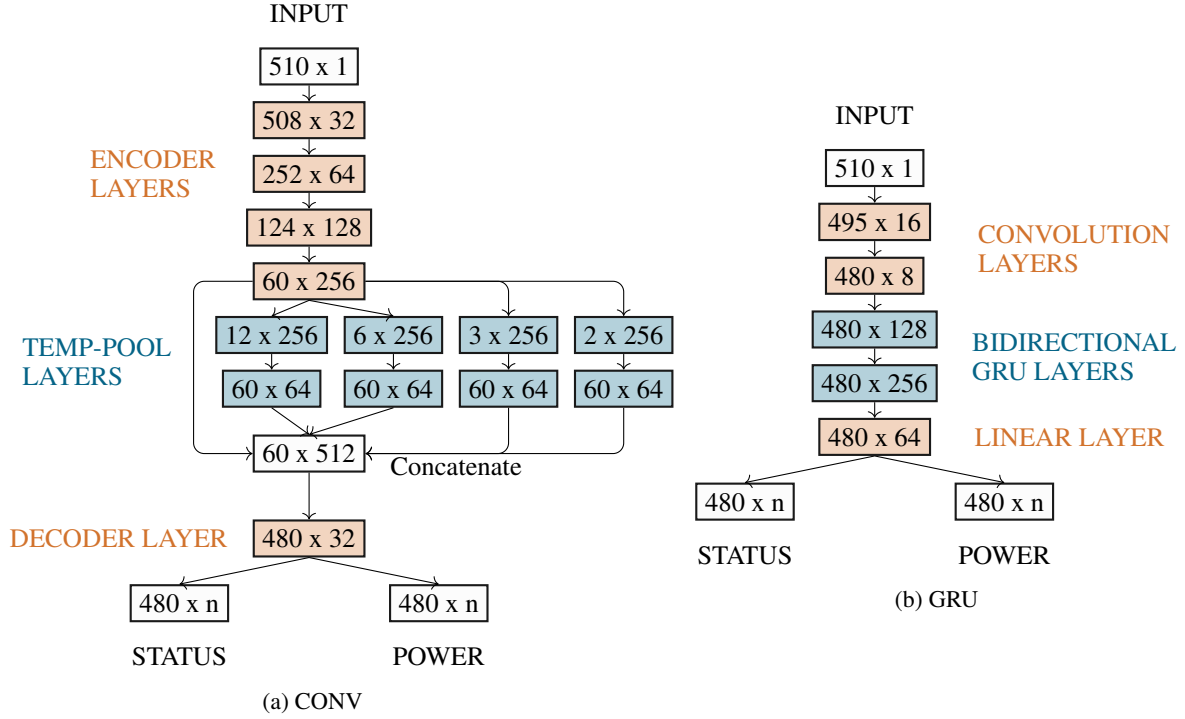 INPUT
510 x 1
508 x 32
ENCODER
LAYERS
252 x 64
124 x 128
60 x 256
TEMP-POOL
LAYERS
12 x 256
6 x 256
3 x 256
2 x 256
60 x 64
60 x 64
60 x 64
60 x 64
60 x 512
Concatenate
DECODER LAYER
480 x 32
480 x n
480 x n
STATUS
POWER
(a) CONV
INPUT
510 x 1
495 x 16
CONVOLUTION
LAYERS
480 x 8
480 x 128
BIDIRECTIONAL
GRU LAYERS
480 x 256
480 x 64
LINEAR LAYER
480 x n
480 x n
STATUS
POWER
(b) GRU